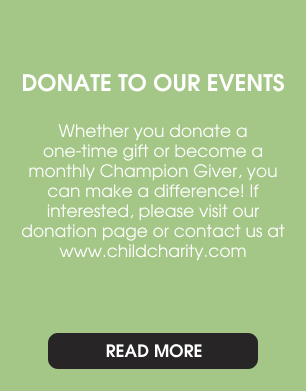 DONATE TO OUR EVENTS
Whether you donate a
one-time gift or become a
monthly Champion Giver, you
can make a difference! If
interested, please visit our
donation page or contact us at
www.childcharity.com
READ MORE